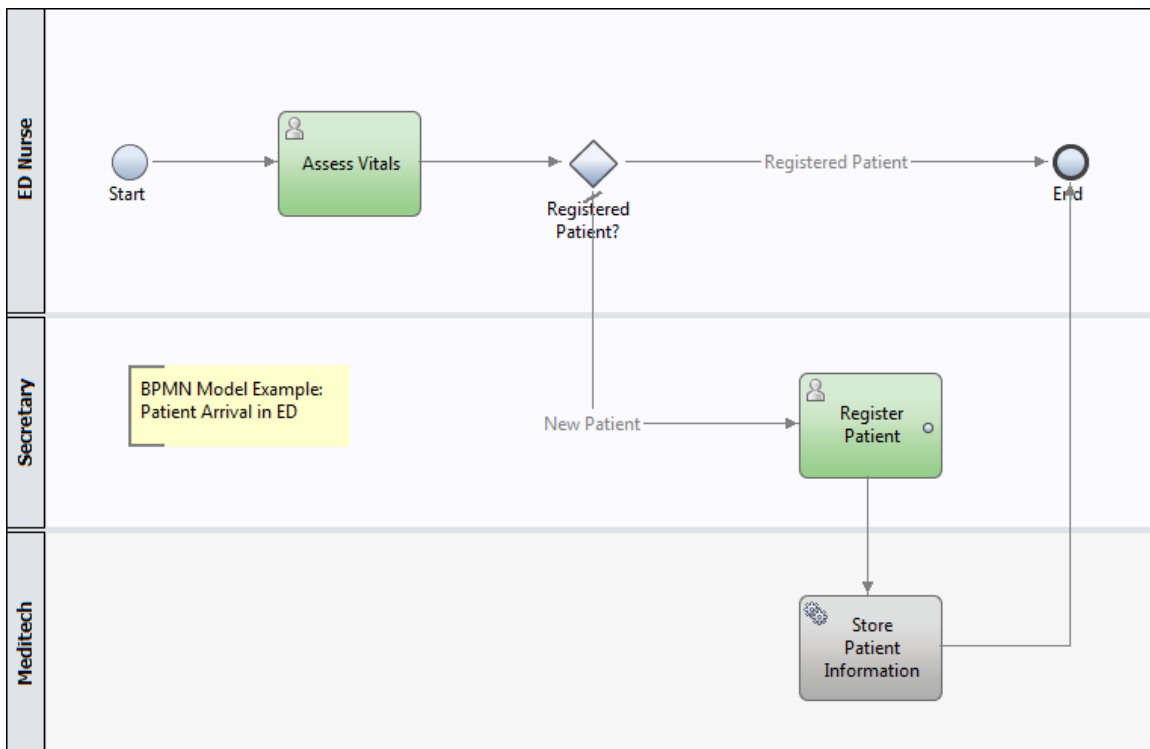 ED Nurse
Start
Assess Vitals
Registered
Patient?
Registered Patient
End
Secretary
BPMN Model Example:
Patient Arrival in ED
New Patient
Register
Patient
Meditech
Store
Patient
Information